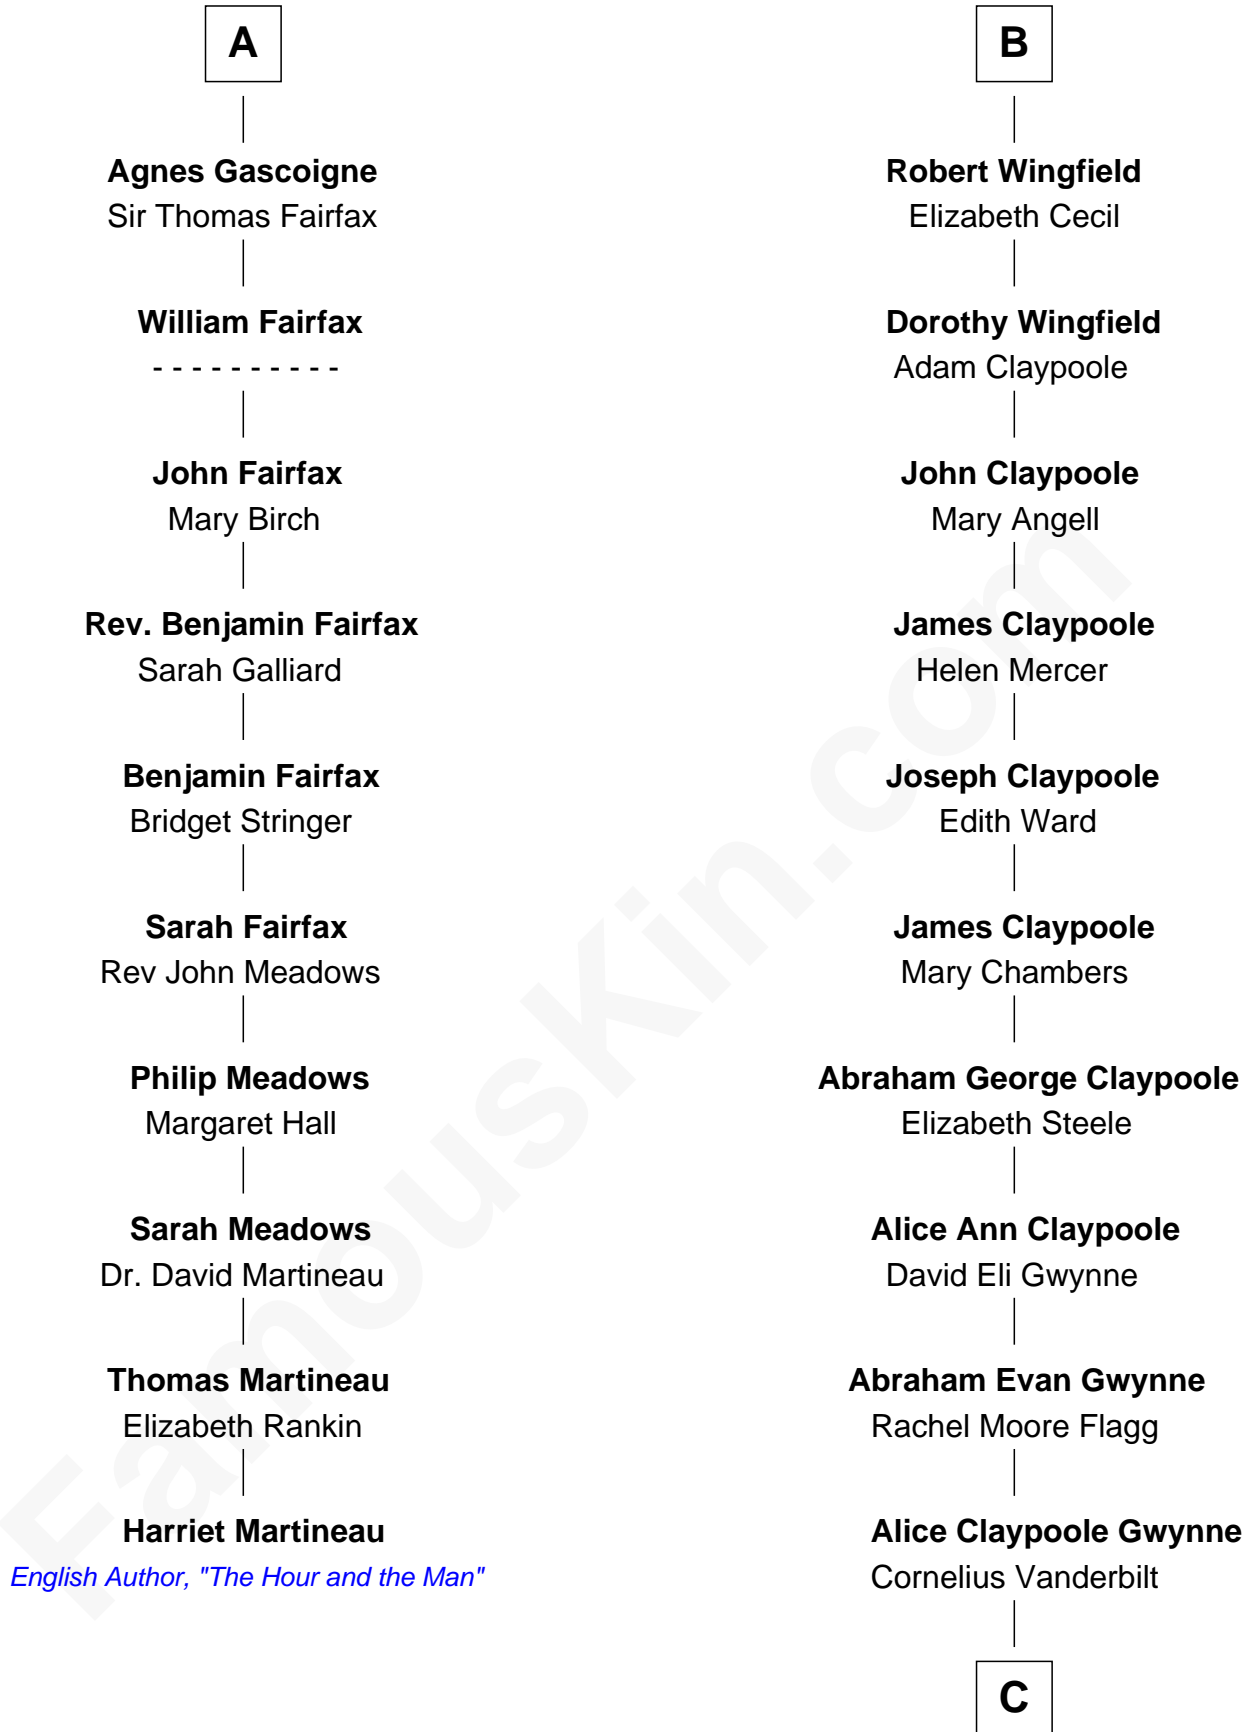 A
Agnes Gascoigne
Sir Thomas Fairfax
William Fairfax
- - - - - - - - - -
John Fairfax
Mary Birch
Rev. Benjamin Fairfax
Sarah Galliard
Benjamin Fairfax
Bridget Stringer
Sarah Fairfax
Rev John Meadows
Philip Meadows
Margaret Hall
Sarah Meadows
Dr. David Martineau
Thomas Martineau
Elizabeth Rankin
Harriet Martineau
English Author, "The Hour and the Man"
B
Robert Wingfield
Elizabeth Cecil
Dorothy Wingfield
Adam Claypoole
John Claypoole
Mary Angell
James Claypoole
Helen Mercer
Joseph Claypoole
Edith Ward
James Claypoole
Mary Chambers
Abraham George Claypoole
Elizabeth Steele
Alice Ann Claypoole
David Eli Gwynne
Abraham Evan Gwynne
Rachel Moore Flagg
Alice Claypoole Gwynne
Cornelius Vanderbilt
C
FamousKin.com